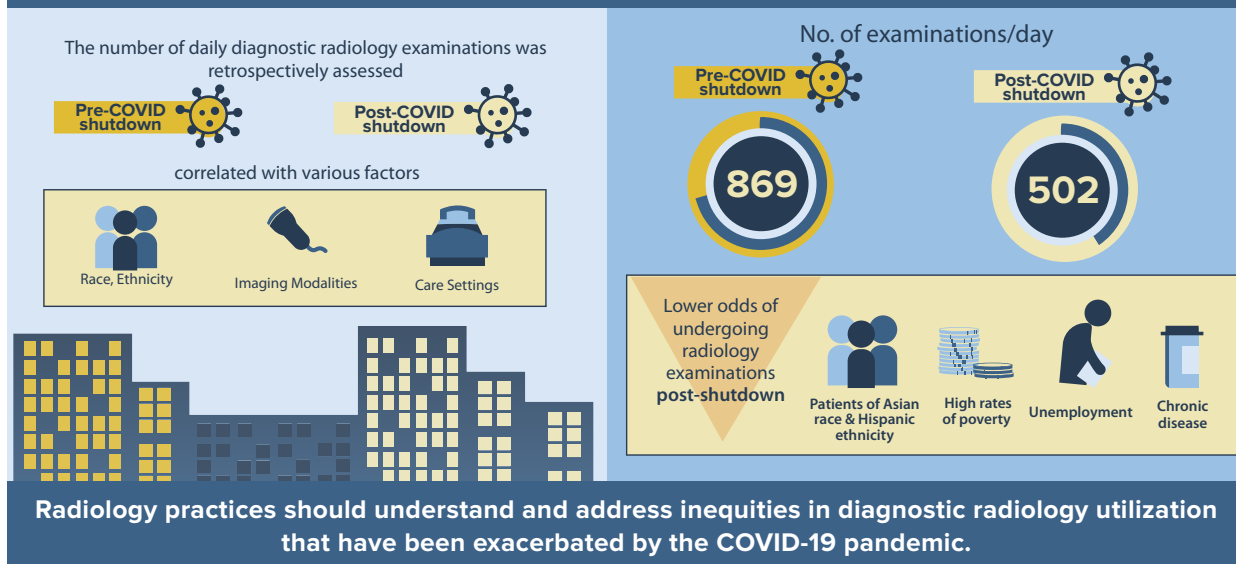 The number of daily diagnostic radiology examinations was
retrospectively assessed
Pre-COVID
shutdown
Post-COVID
shutdown
correlated with various factors
Race, Ethnicity
Imaging Modalities
Care Settings
No. of examinations/day
Pre-COVID
shutdown
Post-COVID
shutdown
869
502
Lower odds of
undergoing
radiology
examinations
post-shutdown
Patients of Asian
race & Hispanic
ethnicity
High rates
of poverty
Unemployment
Chronic
disease
Radiology practices should understand and address inequities in diagnostic radiology utilization
that have been exacerbated by the COVID-19 pandemic.